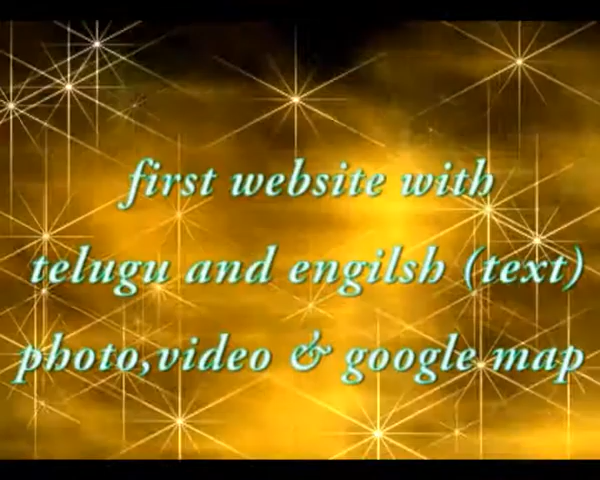 first website with
telugu and engilsh (text)
photo,video & google map